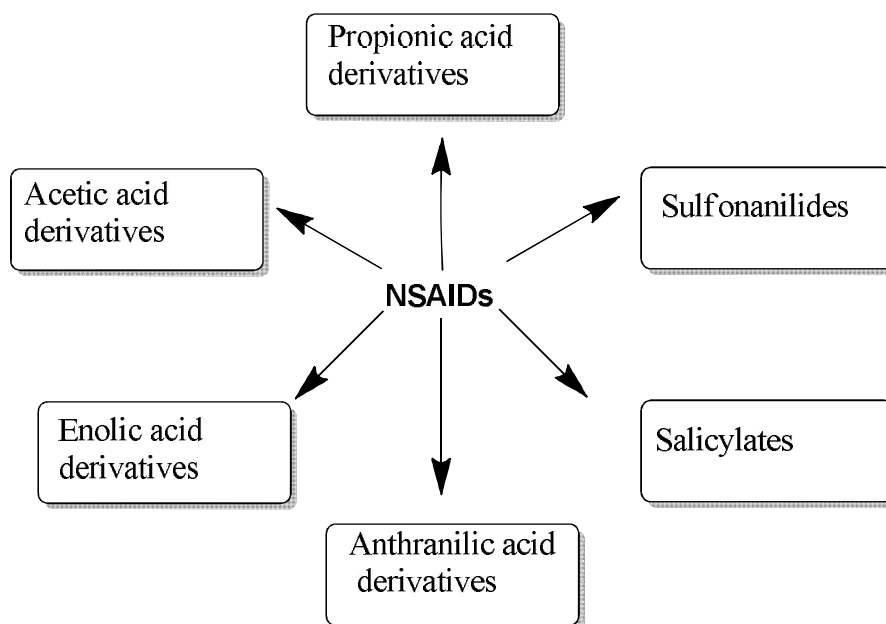 Propionic acid
derivatives
Acetic acid
derivatives
Sulfonanilides
NSAIDs
Enolic acid
derivatives
Salicylates
Anthranilic acid
derivatives